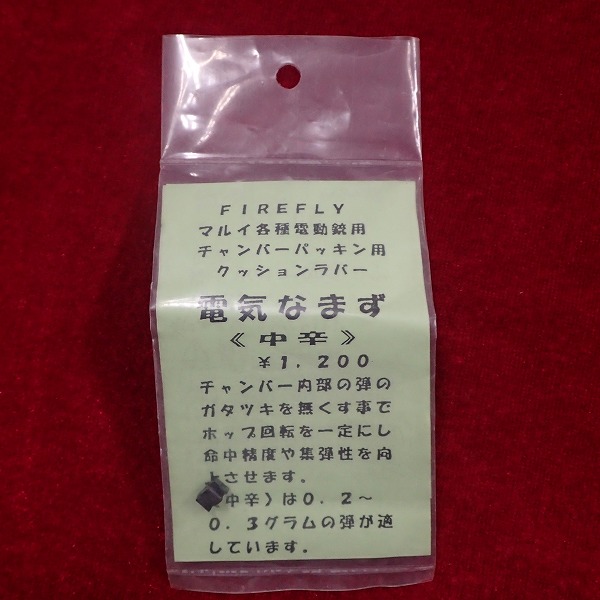 FIREFLY
マルイ各種電動銃用
チャンバーパッキン用
クッションラバー
電気なまず
《中辛》
¥1,200
チャンバー内部の弾の
ガタツキを無くす事で
ホップ回転を一定にし
命中精度や集弾性を向
上させます。
中辛》は0.2～
0.3グラムの弾が適
しています。